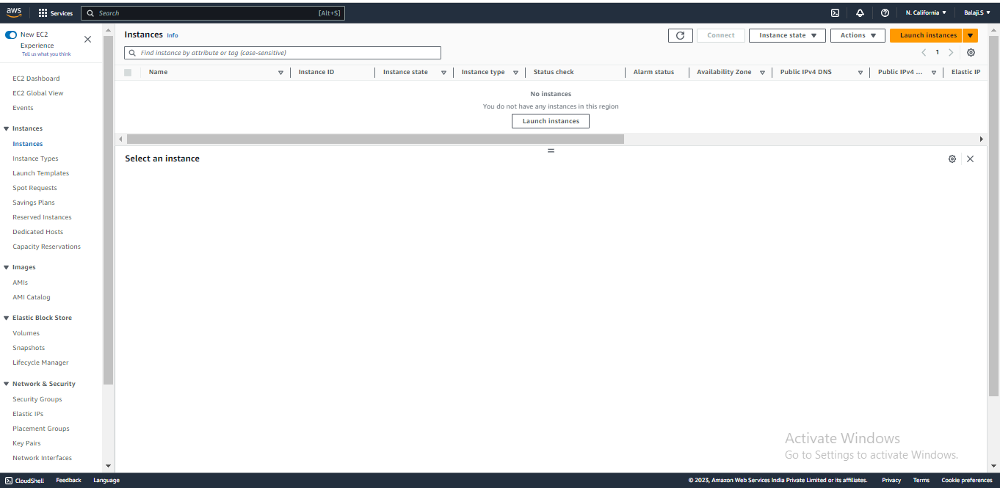 aws Services Search [Alt+S] N. California Balaji.S
New EC2
Experience
Tell us what you think
EC2 Dashboard
EC2 Global View
Events
Instances
Instances
Instance Types
Launch Templates
Spot Requests
Savings Plans
Reserved Instances
Dedicated Hosts
Capacity Reservations
Images
AMIs
AMI Catalog
Elastic Block Store
Volumes
Snapshots
Lifecycle Manager
Network & Security
Security Groups
Elastic IPs
Placement Groups
Key Pairs
Network Interfaces
Instances Info Connect Instance state Actions Launch instances
Find instance by attribute or tag (case-sensitive) 1
Name Instance ID Instance state Instance type Status check Alarm status Availability Zone Public IPv4 DNS Public IPv4 ... Elastic IP
No instances
You do not have any instances in this region
Launch instances
Select an instance
Activate Windows
Go to Settings to activate Windows.
CloudShell Feedback Language © 2023, Amazon Web Services India Private Limited or its affiliates. Privacy Terms Cookie preferences